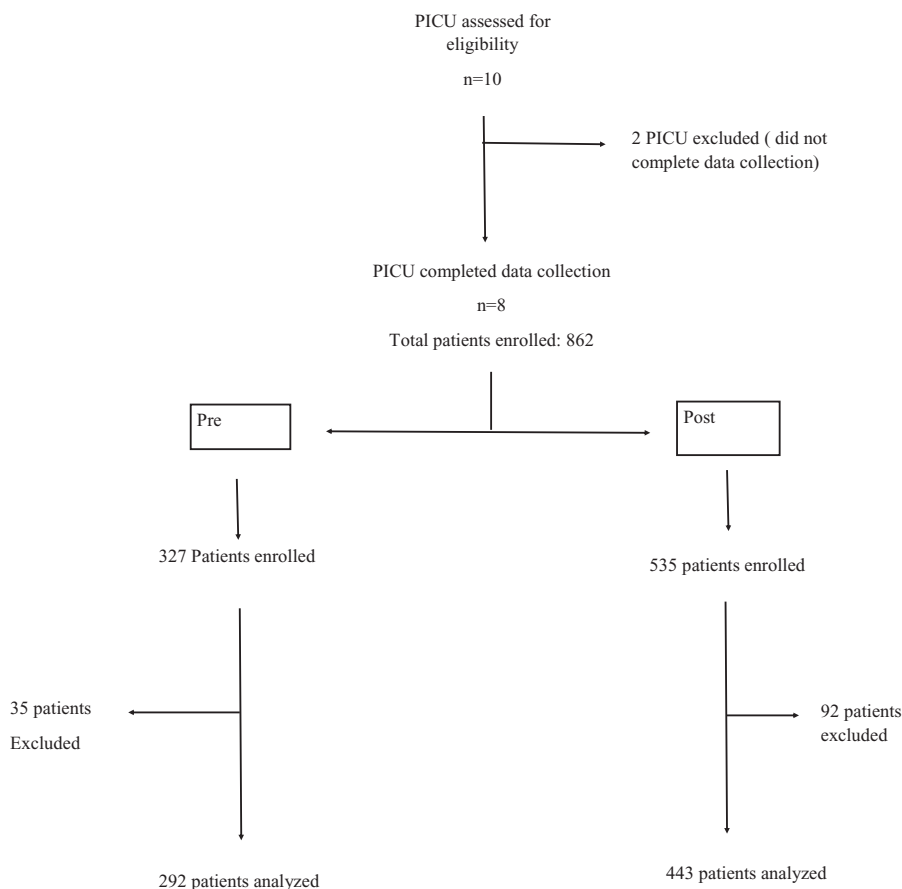 PICU assessed for
eligibility
n=10
2 PICU excluded ( did not
complete data collection)
PICU completed data collection
n=8
Total patients enrolled: 862
Pre
Post
327 Patients enrolled
535 patients enrolled
35 patients
Excluded
92 patients
excluded
292 patients analyzed
443 patients analyzed